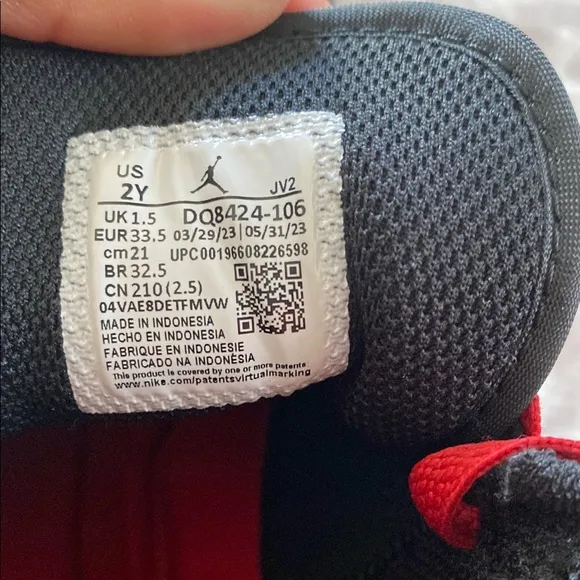 US
2Y JV2
UK 1.5 DQ8424-106
EUR 33.5 03/29/23 | 05/31/23
cm 21 UPC00196608226598
BR 32.5
CN 210 (2.5)
04VAE8DETFMVW
MADE IN INDONESIA
HECHO EN INDONESIA
FABRIQUE EN INDONESIE
FABRICADO NA INDONÉSIA
This product is covered by one or more patents
www.nike.com/patentsvirtualmarking